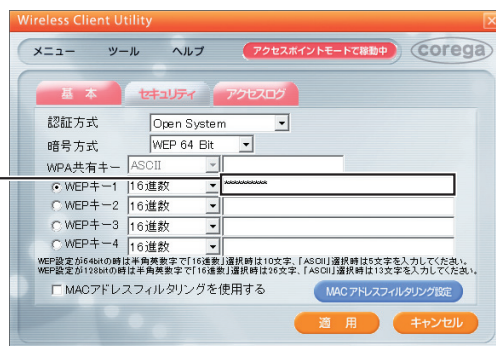 Wireless Client Utility
メニュー ツール ヘルプ アクセスポイントモードで稼動中 corega
基 本 セキュリティ アクセスログ
認証方式 Open System
暗号方式 WEP 64 Bit
WPA共有キー ASCII
WEPキー1 16進数 **********
WEPキー2 16進数
WEPキー3 16進数
WEPキー4 16進数
WEP設定が64bitの時は半角英数字で「16進数」選択時は10文字、「ASCII」選択時は5文字を入力してください。
WEP設定が128bitの時は半角英数字で「16進数」選択時は26文字、「ASCII」選択時は13文字を入力してください。
MACアドレスフィルタリングを使用する MACアドレスフィルタリング設定
適 用 キャンセル